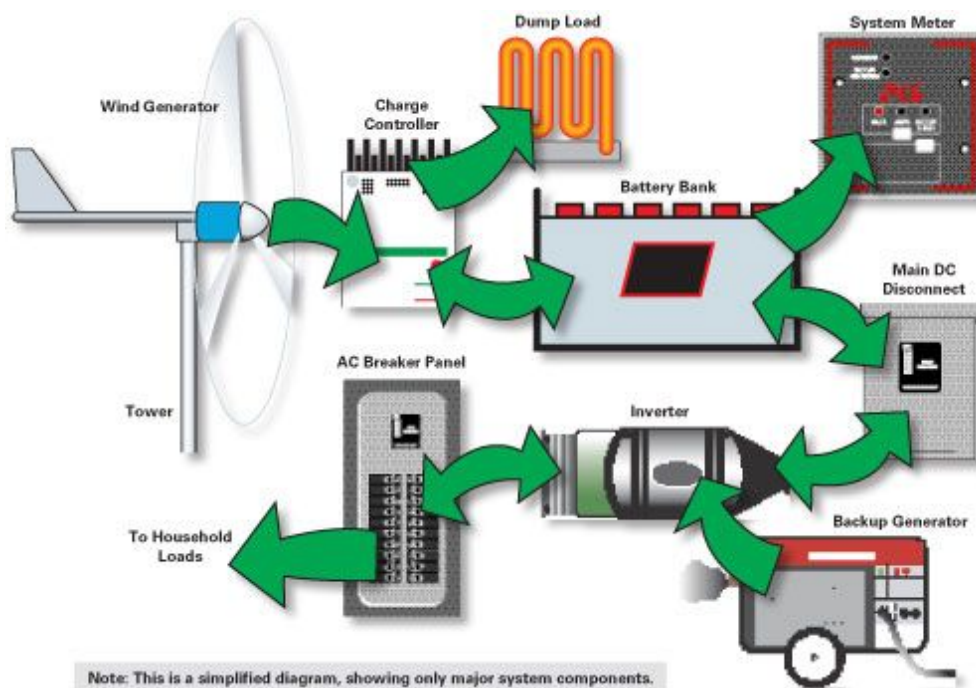 Dump Load
System Meter
Wind Generator
Charge
Controller
Battery Bank
Main DC
Disconnect
AC Breaker Panel
Tower
Inverter
To Household
Loads
Backup Generator
Note: This is a simplified diagram, showing only major system components.